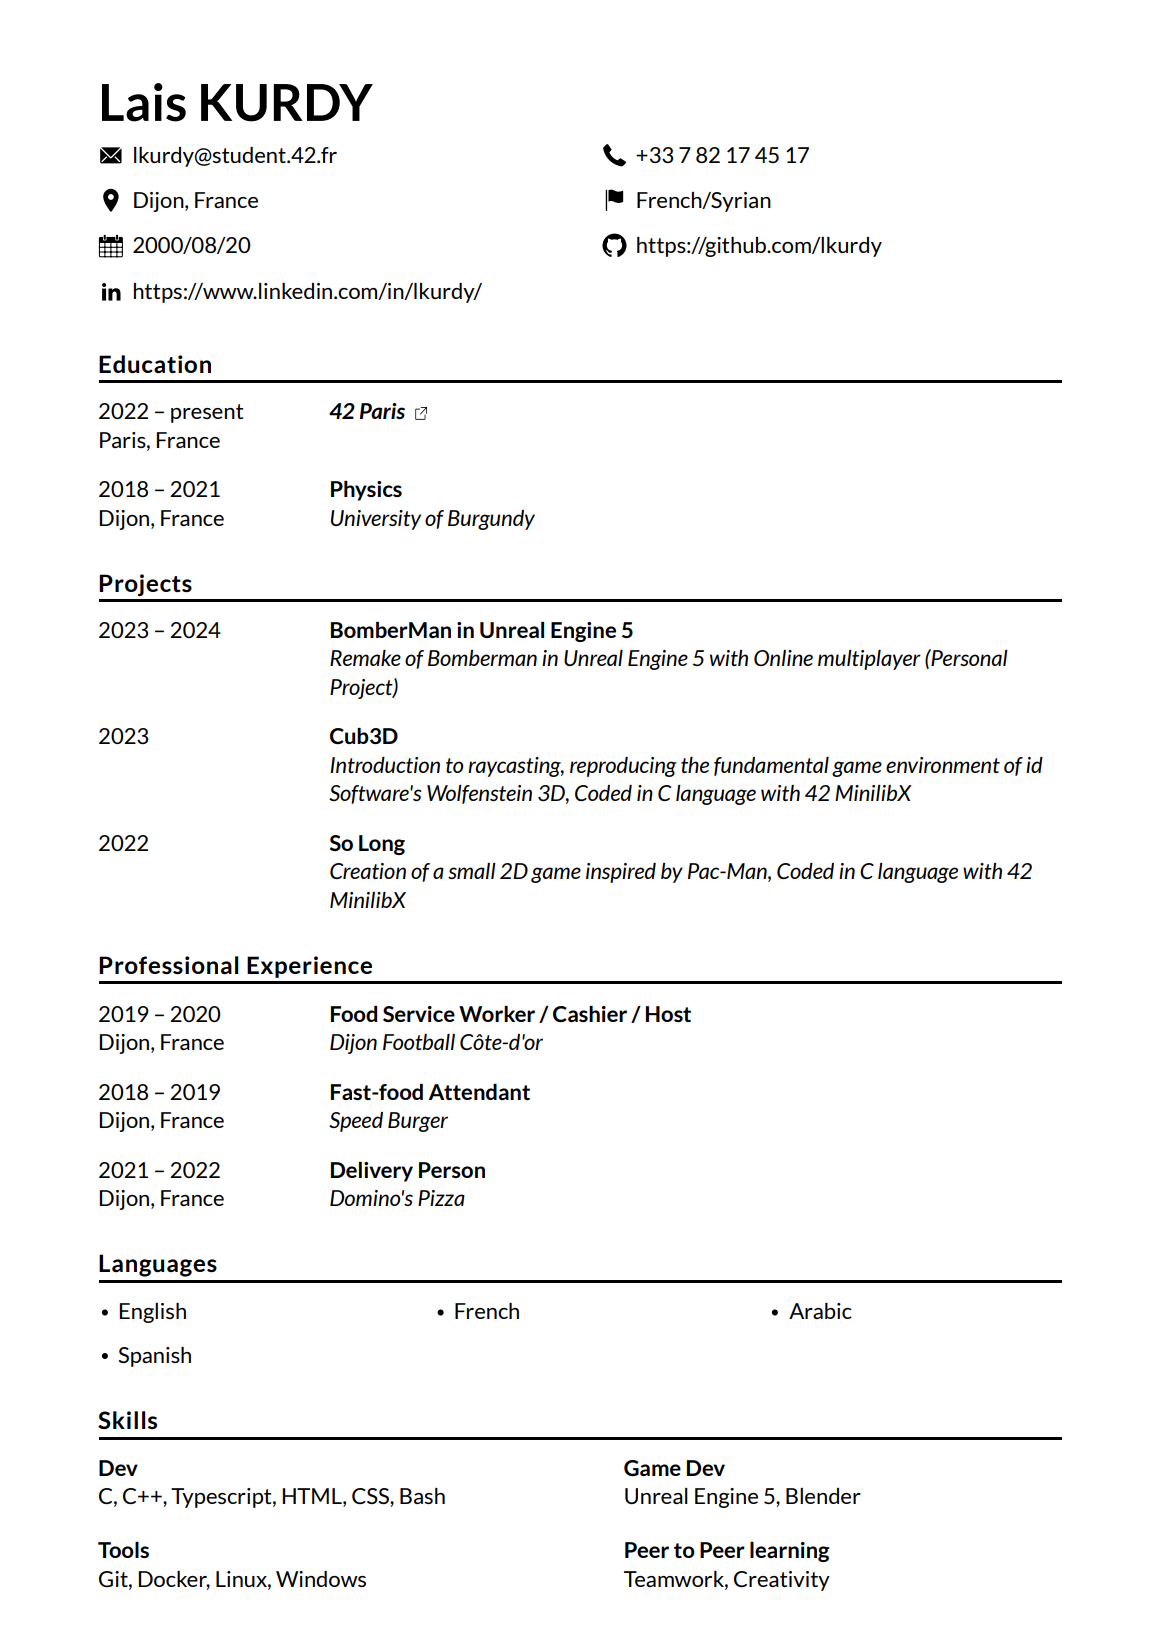 Lais KURDY
lkurdy@student.42.fr
+33 7 82 17 45 17
Dijon, France
French/Syrian
2000/08/20
https://github.com/lkurdy
https://www.linkedin.com/in/lkurdy/
Education
2022 – present
42 Paris
Paris, France
2018 – 2021
Physics
Dijon, France
University of Burgundy
Projects
2023 – 2024
BomberMan in Unreal Engine 5
Remake of Bomberman in Unreal Engine 5 with Online multiplayer (Personal
Project)
2023
Cub3D
Introduction to raycasting, reproducing the fundamental game environment of id
Software's Wolfenstein 3D, Coded in C language with 42 MinilibX
2022
So Long
Creation of a small 2D game inspired by Pac-Man, Coded in C language with 42
MinilibX
Professional Experience
2019 – 2020
Food Service Worker / Cashier / Host
Dijon, France
Dijon Football Côte-d'or
2018 – 2019
Fast-food Attendant
Dijon, France
Speed Burger
2021 – 2022
Delivery Person
Dijon, France
Domino's Pizza
Languages
• English
• French
• Arabic
• Spanish
Skills
Dev
C, C++, Typescript, HTML, CSS, Bash
Game Dev
Unreal Engine 5, Blender
Tools
Git, Docker, Linux, Windows
Peer to Peer learning
Teamwork, Creativity